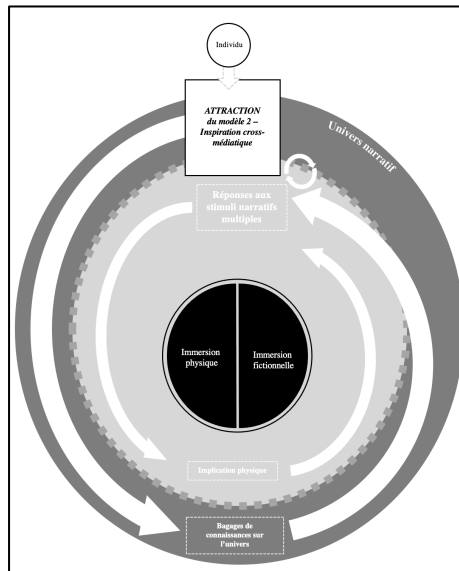 Individu
ATTRACTION
du modèle 2 –
Inspiration cross-
médiatique
Univers narratif
Réponses aux
stimuli narratifs
multiples
Immersion
physique
Immersion
fictionnelle
Implication physique
Bagages de
connaissances sur
l'univers